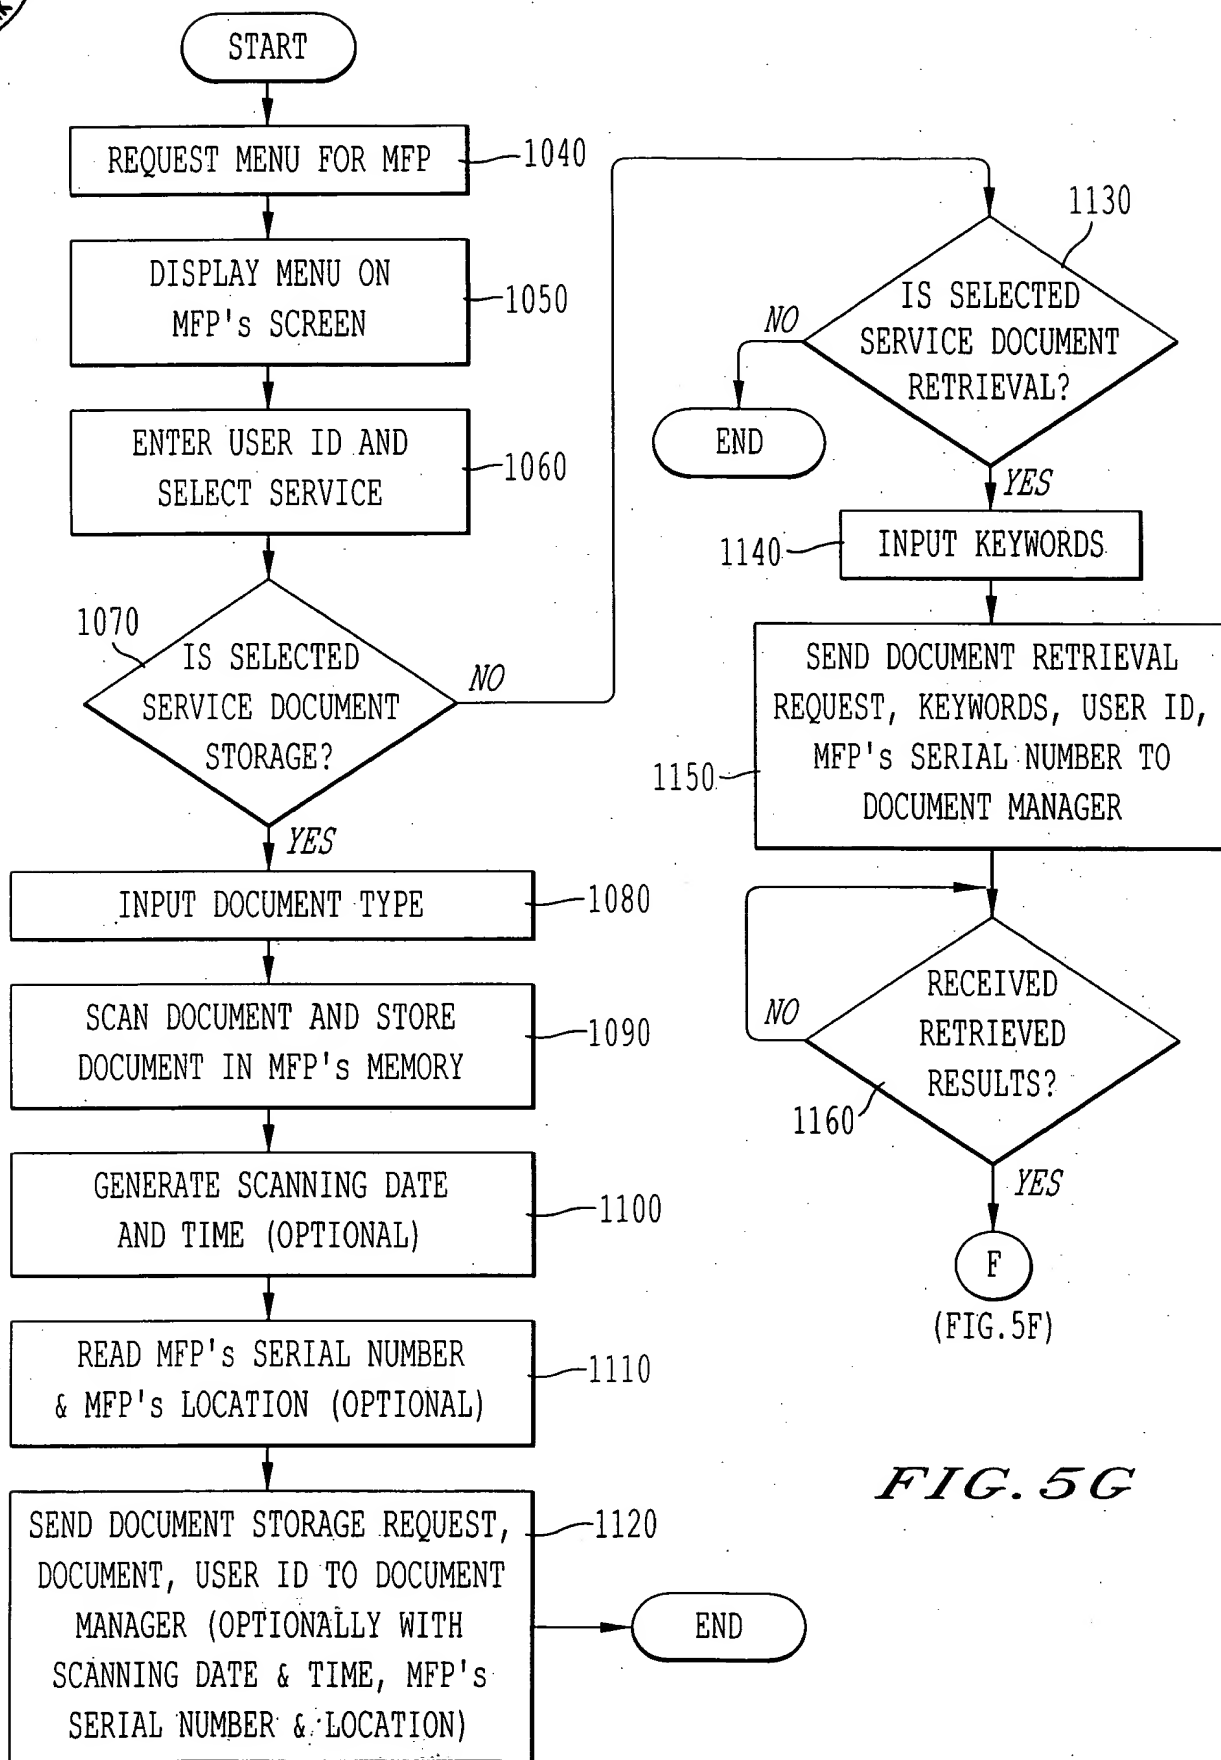 START
REQUEST MENU FOR MFP
1040
DISPLAY MENU ON
MFP's SCREEN
1050
ENTER USER ID AND
SELECT SERVICE
1060
1070
IS SELECTED
SERVICE DOCUMENT
STORAGE?
NO
YES
INPUT DOCUMENT TYPE
1080
SCAN DOCUMENT AND STORE
DOCUMENT IN MFP's MEMORY
1090
GENERATE SCANNING DATE
AND TIME (OPTIONAL)
1100
READ MFP's SERIAL NUMBER
& MFP's LOCATION (OPTIONAL)
1110
SEND DOCUMENT STORAGE REQUEST,
DOCUMENT, USER ID TO DOCUMENT
MANAGER (OPTIONALLY WITH
SCANNING DATE & TIME, MFP's
SERIAL NUMBER & LOCATION)
1120
END
1130
IS SELECTED
SERVICE DOCUMENT
RETRIEVAL?
NO
END
YES
1140
INPUT KEYWORDS
SEND DOCUMENT RETRIEVAL
REQUEST, KEYWORDS, USER ID,
MFP's SERIAL NUMBER TO
DOCUMENT MANAGER
1150
RECEIVED
RETRIEVED
RESULTS?
NO
1160
YES
F
(FIG.5F)
FIG. 5G